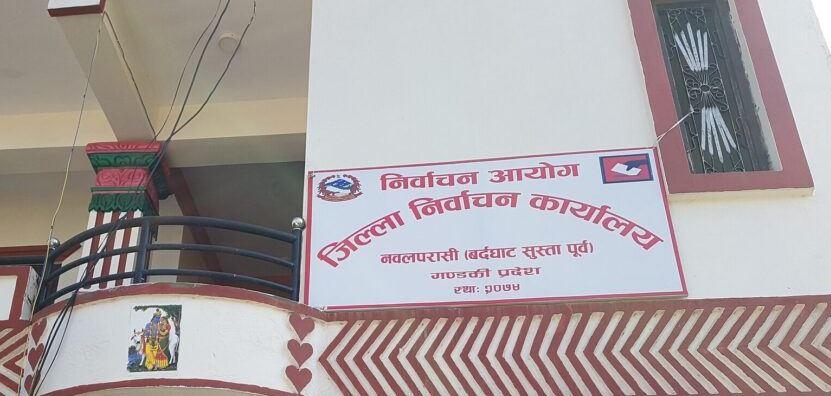 निर्वाचन आयोग
जिल्ला निर्वाचन कार्यालय
नवलपरासी (बर्दघाट सुस्ता पूर्व)
गण्डकी प्रदेश
स्थाः २०७४